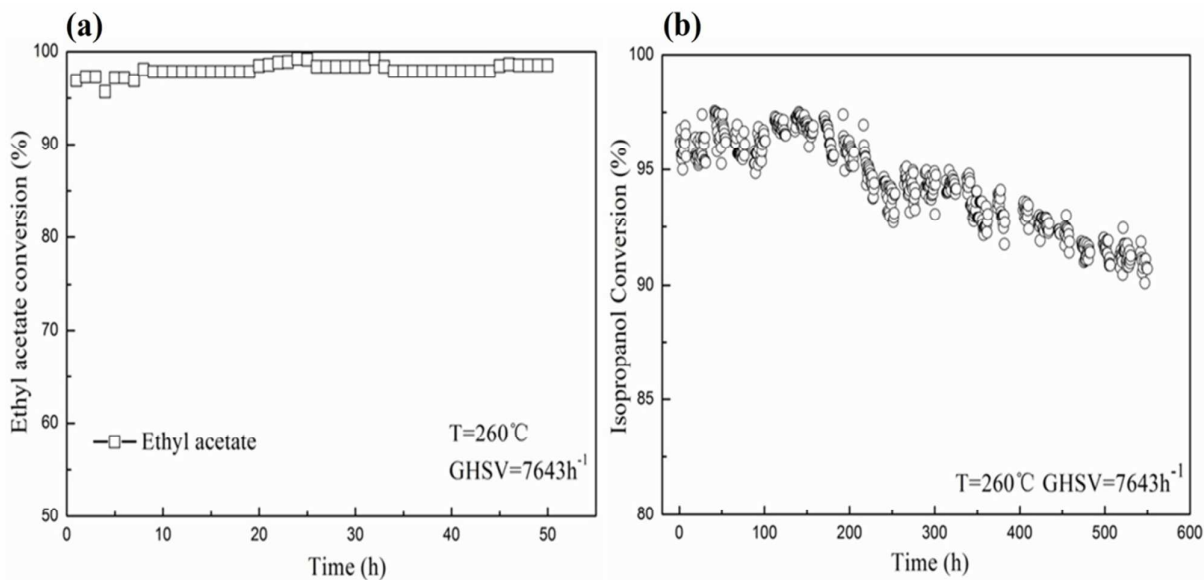 (a)
Ethyl acetate conversion (%)
100
90
80
70
60
50
Ethyl acetate
T=260℃
GHSV=7643h⁻¹
0
10
20
30
40
50
Time (h)
(b)
Isopropanol Conversion (%)
100
95
90
85
80
T=260℃ GHSV=7643h⁻¹
0
100
200
300
400
500
600
Time (h)